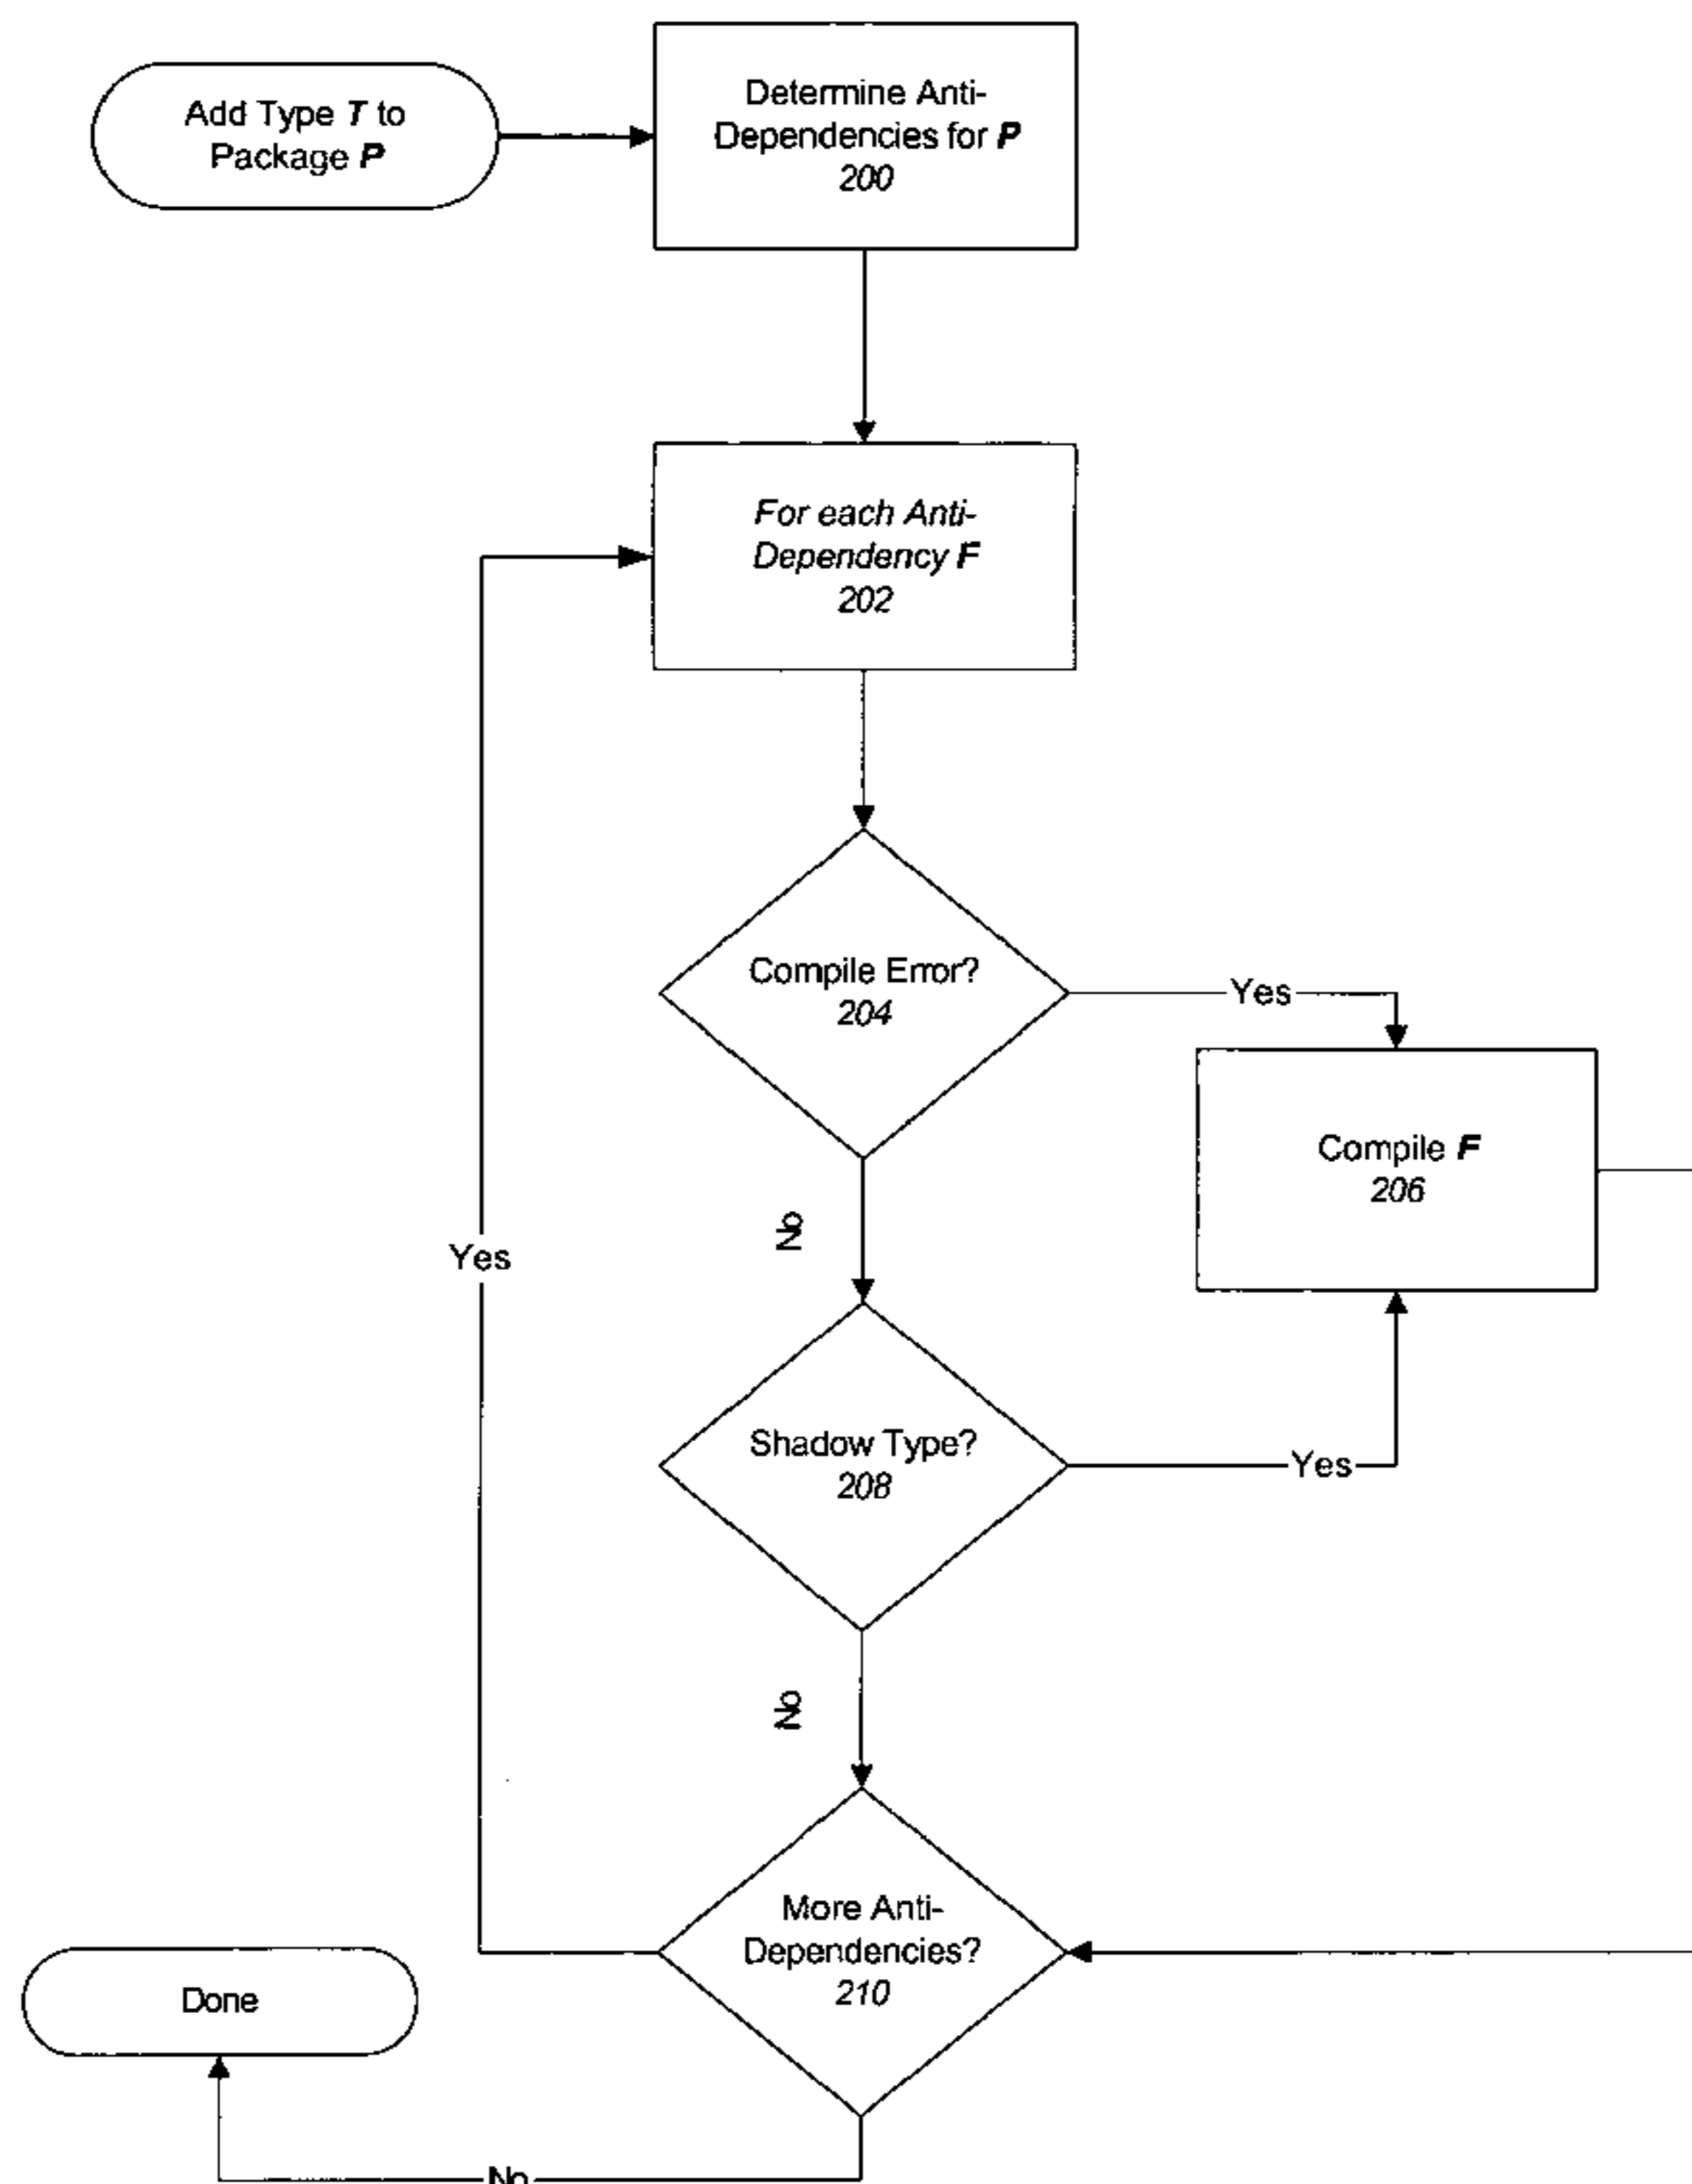 Add Type T to
Package P
Determine Anti-
Dependencies for P
200
For each Anti-
Dependency F
202
Compile Error?
204
Yes
Compile F
206
No
Yes
Shadow Type?
208
Yes
No
More Anti-
Dependencies?
210
Done
No